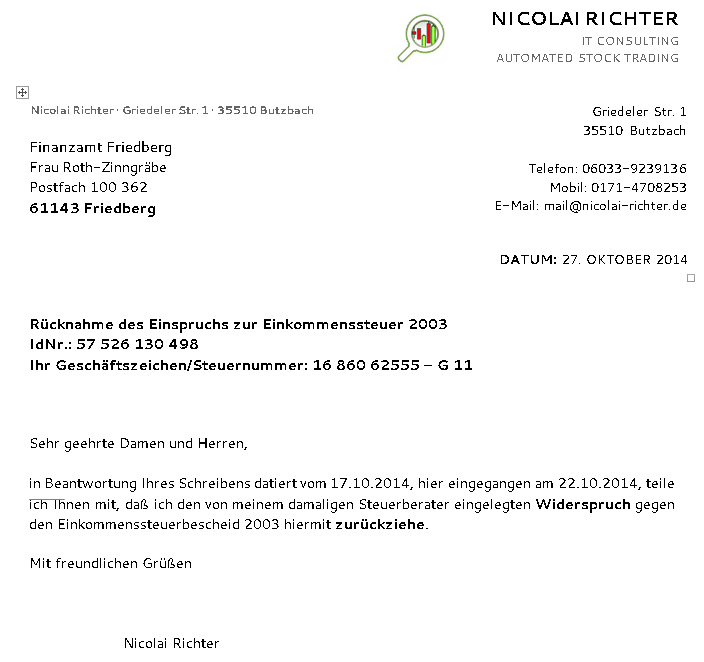 NICOLAI RICHTER
IT CONSULTING
AUTOMATED STOCK TRADING
Nicolai Richter · Griedeler Str. 1 · 35510 Butzbach
Griedeler Str. 1
35510 Butzbach
Finanzamt Friedberg
Frau Roth-Zinngräbe
Postfach 100 362
61143 Friedberg
Telefon: 06033-9239136
Mobil: 0171-4708253
E-Mail: mail@nicolai-richter.de
DATUM: 27. OKTOBER 2014
Rücknahme des Einspruchs zur Einkommenssteuer 2003
IdNr.: 57 526 130 498
Ihr Geschäftszeichen/Steuernummer: 16 860 62555 – G 11
Sehr geehrte Damen und Herren,
in Beantwortung Ihres Schreibens datiert vom 17.10.2014, hier eingegangen am 22.10.2014, teile
ich Ihnen mit, daß ich den von meinem damaligen Steuerberater eingelegten Widerspruch gegen
den Einkommenssteuerbescheid 2003 hiermit zurückziehe.
Mit freundlichen Grüßen
Nicolai Richter